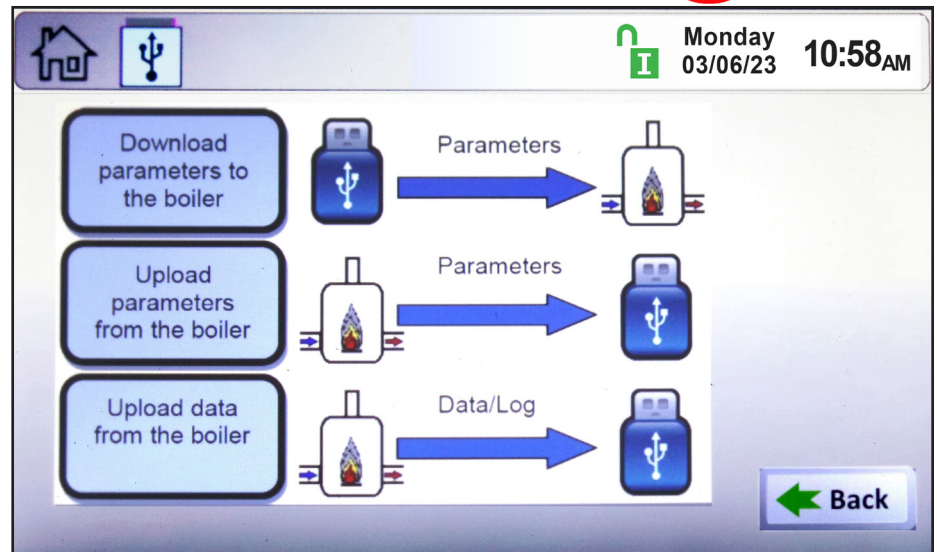 Monday
03/06/23
10:58AM
I
Download
parameters to
the boiler
Parameters
Upload
parameters
from the boiler
Parameters
Upload data
from the boiler
Data/Log
Back